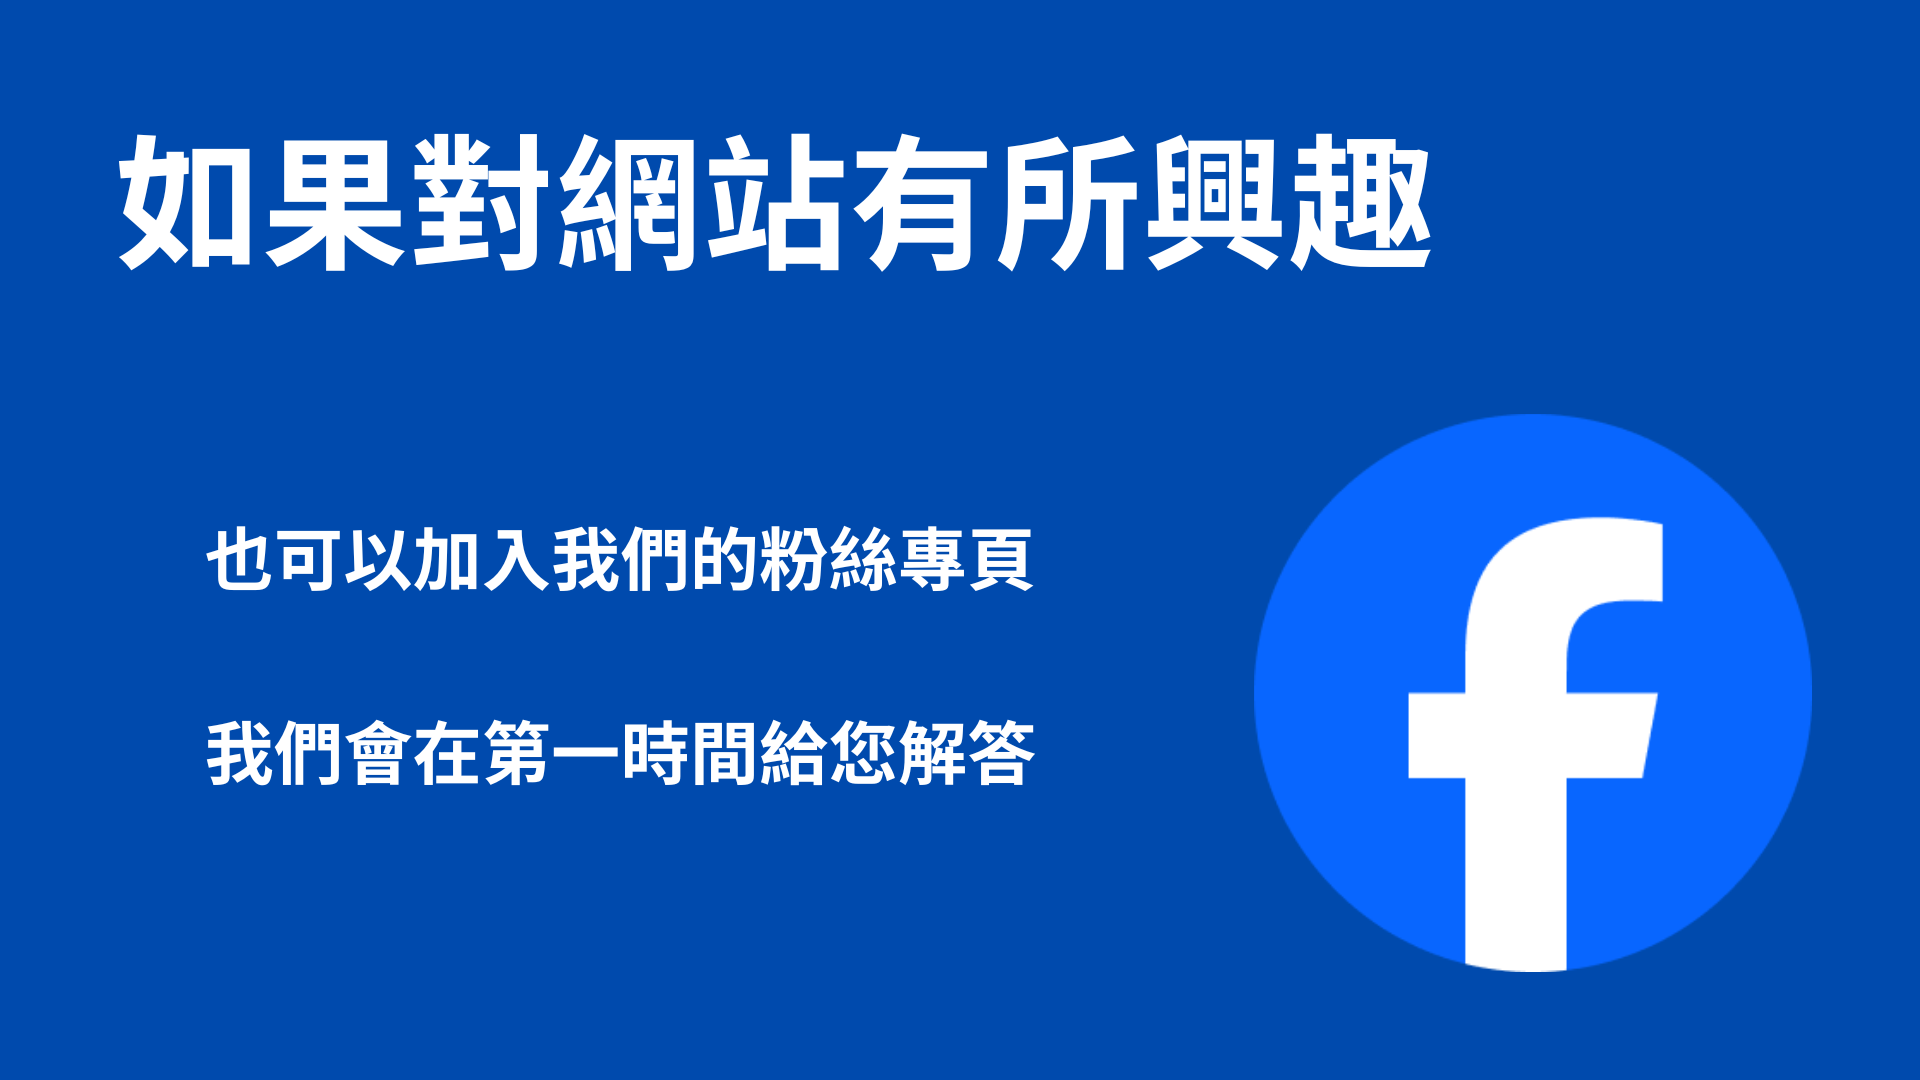 如果對網站有所興趣
也可以加入我們的粉絲專頁
我們會在第一時間給您解答